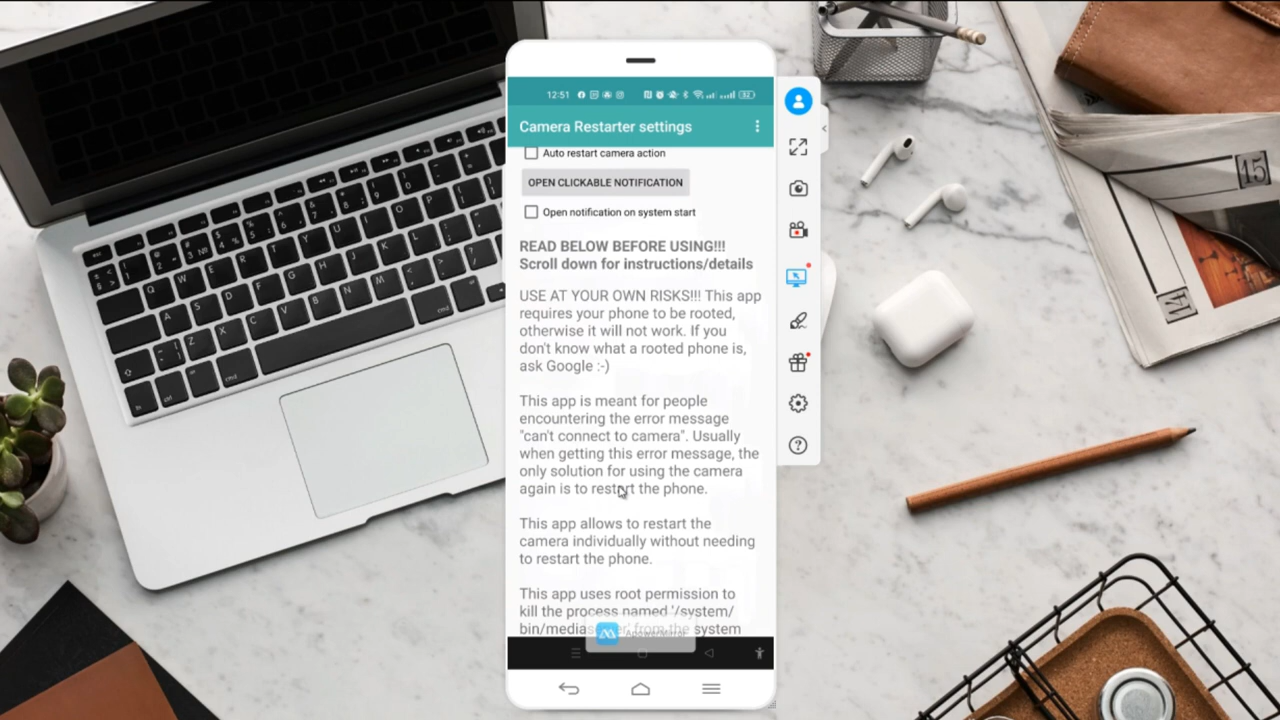 12:51
Camera Restarter settings
Auto restart camera action
OPEN CLICKABLE NOTIFICATION
Open notification on system start
READ BELOW BEFORE USING!!!
Scroll down for instructions/details
USE AT YOUR OWN RISKS!!! This app
requires your phone to be rooted,
otherwise it will not work. If you
don't know what a rooted phone is,
ask Google :-)
This app is meant for people
encountering the error message
"can't connect to camera". Usually
when getting this error message, the
only solution for using the camera
again is to restart the phone.
This app allows to restart the
camera individually without needing
to restart the phone.
This app uses root permission to
kill the process named '/system/
from the system
ApowerMirror
15